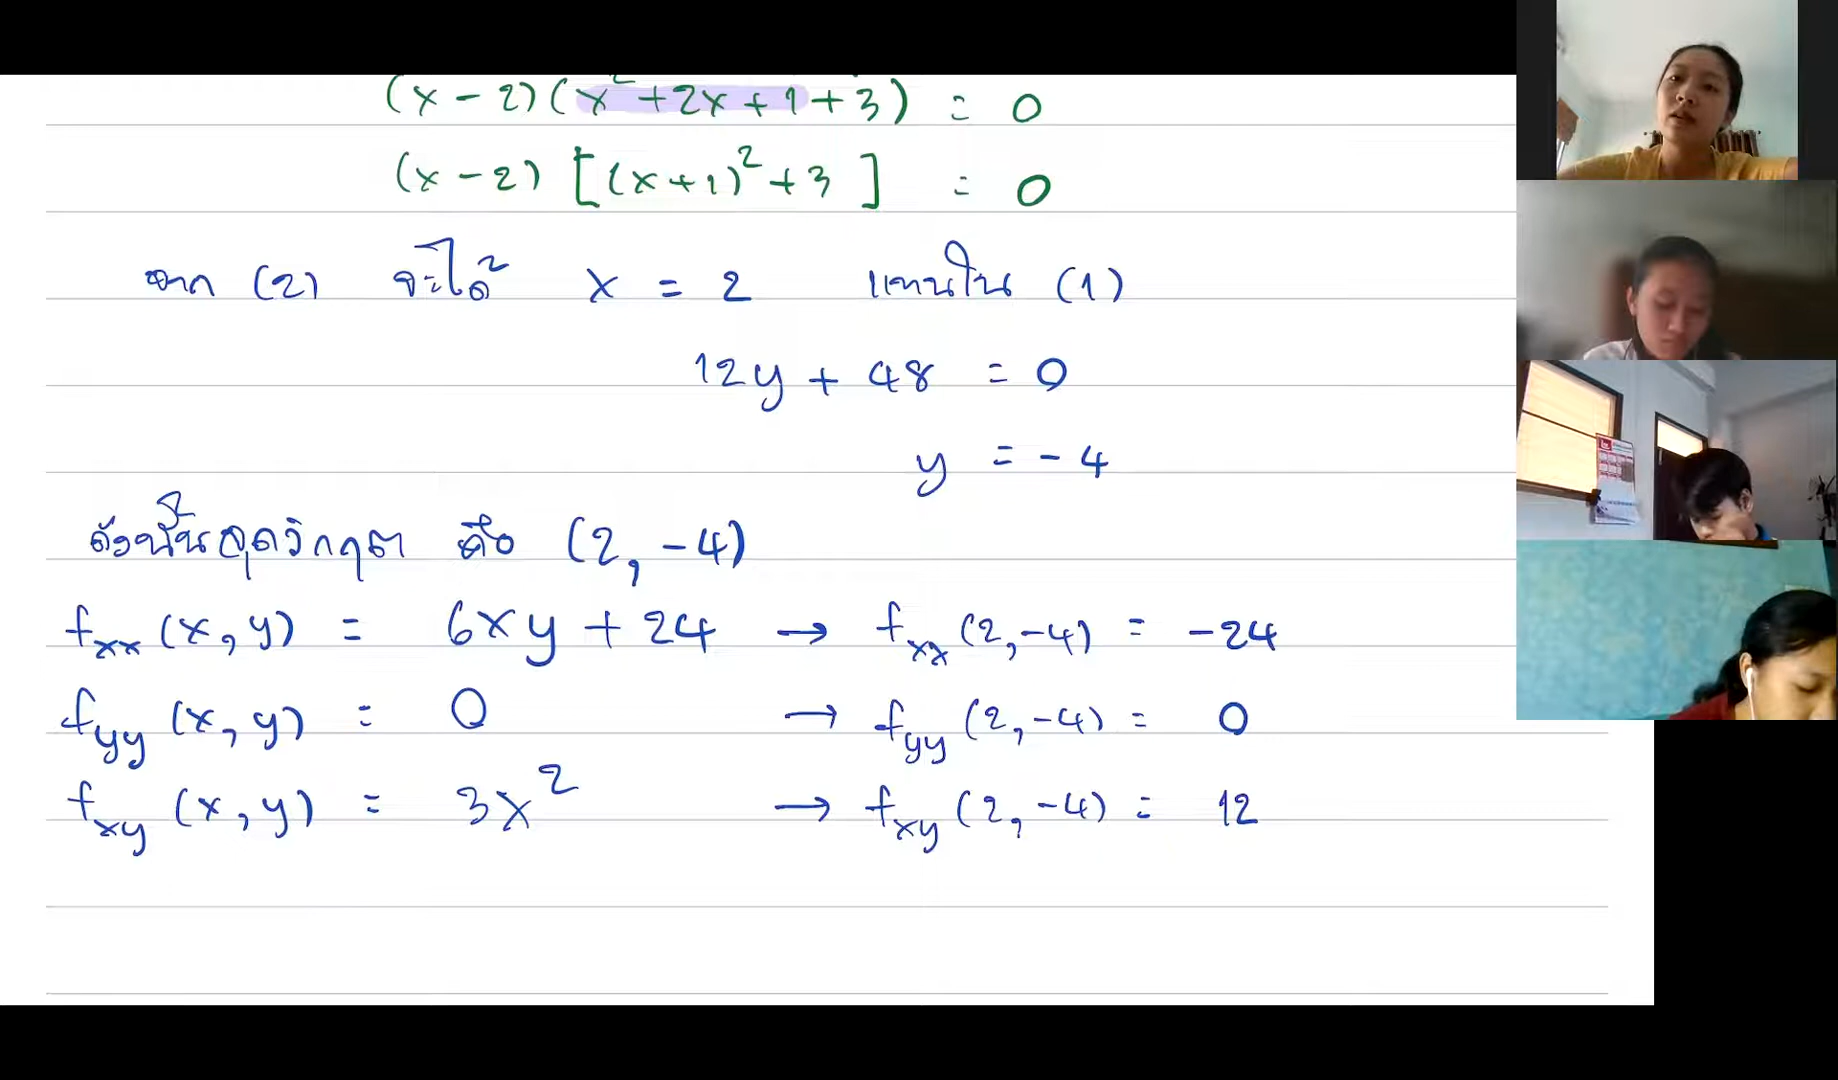 (x - 2)(x² + 2x + 1 + 3) = 0
(x - 2) [(x + 1)² + 3] = 0
จาก (2) จะได้ x = 2 แทนใน (1)
12y + 48 = 0
y = - 4
ดังนั้นจุดวิกฤต คือ (2, -4)
fxx (x, y) = 6xy + 24 → fxx (2, -4) = -24
fyy (x, y) = 0 → fyy (2, -4) = 0
fxy (x, y) = 3x² → fxy (2, -4) = 12